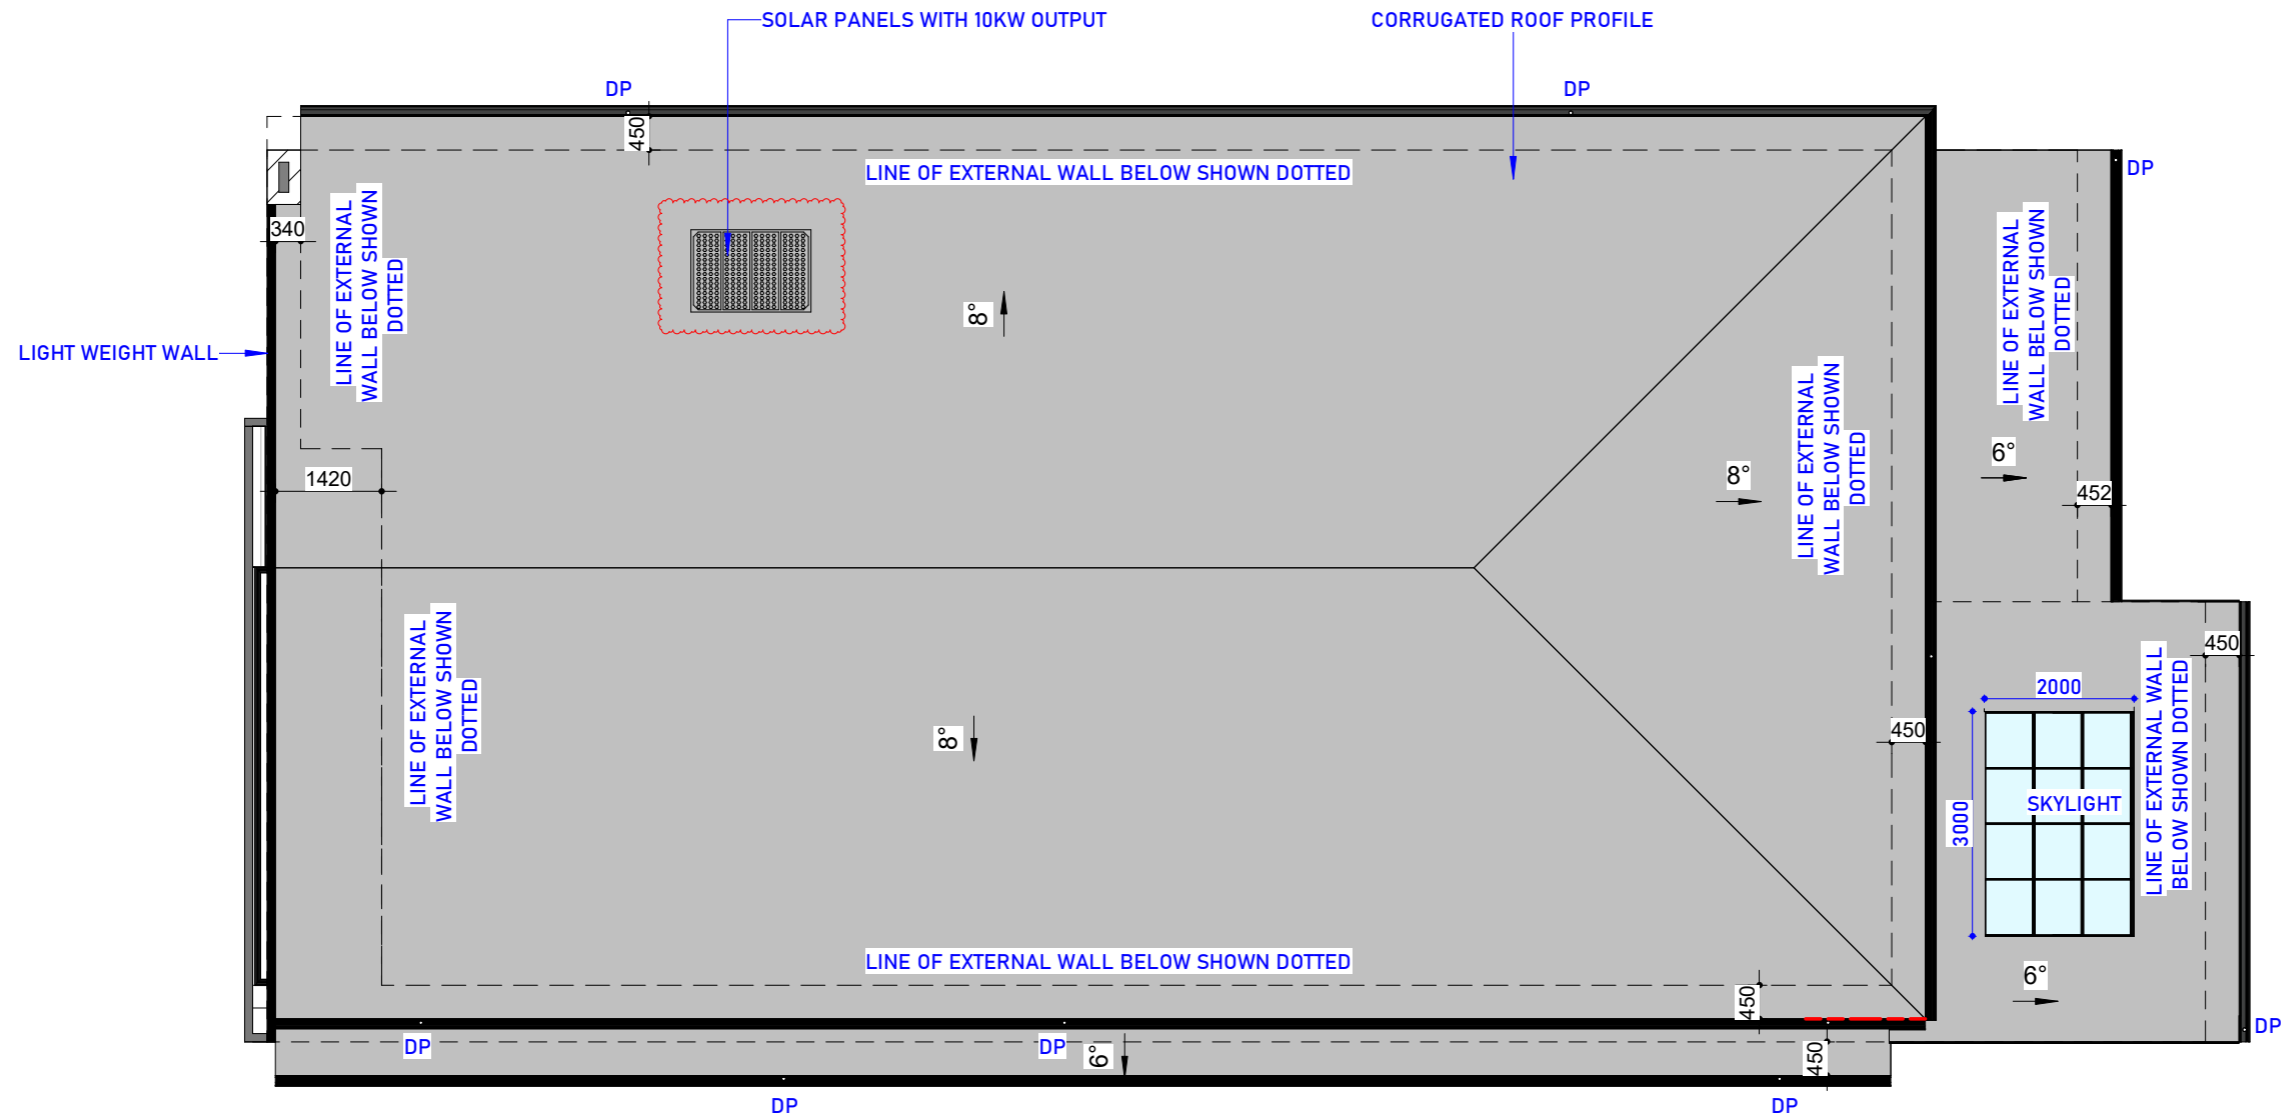 SOLAR PANELS WITH 10KW OUTPUT
CORRUGATED ROOF PROFILE
DP
DP
450
LINE OF EXTERNAL WALL BELOW SHOWN DOTTED
DP
340
LINE OF EXTERNAL
WALL BELOW SHOWN
DOTTED
LINE OF EXTERNAL
WALL BELOW SHOWN
DOTTED
8°
LIGHT WEIGHT WALL
LINE OF EXTERNAL
WALL BELOW SHOWN
DOTTED
6°
8°
1420
452
LINE OF EXTERNAL
WALL BELOW SHOWN
DOTTED
450
2000
LINE OF EXTERNAL WALL
BELOW SHOWN DOTTED
8°
450
3000
SKYLIGHT
LINE OF EXTERNAL WALL BELOW SHOWN DOTTED
6°
450
DP
DP
DP
6°
450
DP
DP